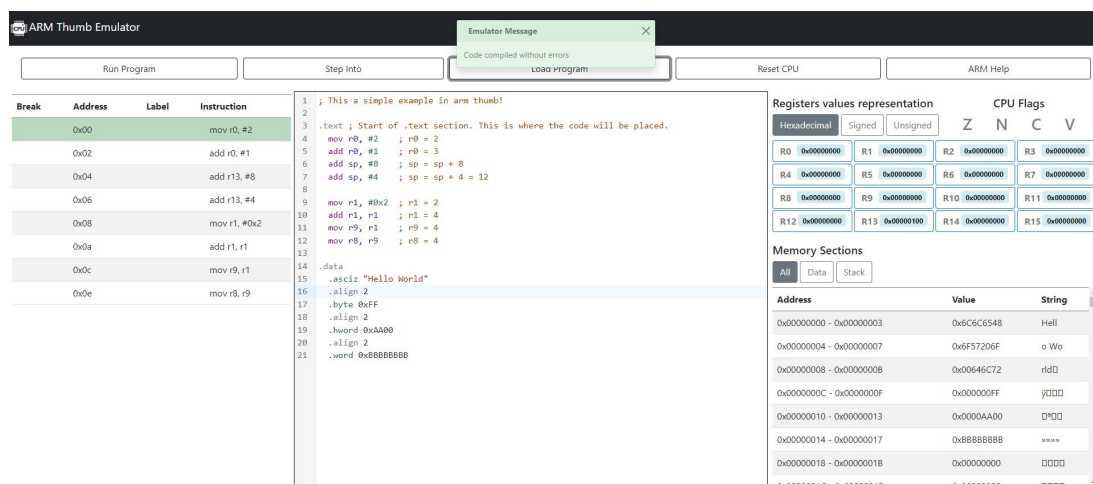 CPU ARM Thumb Emulator
Emulator Message
Code compiled without errors
Run Program Step Into Load Program Reset CPU ARM Help
Break Address Label Instruction
0x00 mov r0, #2
0x02 add r0, #1
0x04 add r13, #8
0x06 add r13, #4
0x08 mov r1, #0x2
0x0a add r1, r1
0x0c mov r9, r1
0x0e mov r8, r9
1 ; This a simple example in arm thumb!
2
3 .text ; Start of .text section. This is where the code will be placed.
4 mov r0, #2 ; r0 = 2
5 add r0, #1 ; r0 = 3
6 add sp, #8 ; sp = sp + 8
7 add sp, #4 ; sp = sp + 4 = 12
8
9 mov r1, #0x2 ; r1 = 2
10 add r1, r1 ; r1 = 4
11 mov r9, r1 ; r9 = 4
12 mov r8, r9 ; r8 = 4
13
14 .data
15 .asciz "Hello World"
16 .align 2
17 .byte 0xFF
18 .align 2
19 .hword 0xAA00
20 .align 2
21 .word 0xBBBBBBBB
Registers values representation CPU Flags
Hexadecimal Signed Unsigned Z N C V
R0 0x00000000 R1 0x00000000 R2 0x00000000 R3 0x00000000
R4 0x00000000 R5 0x00000000 R6 0x00000000 R7 0x00000000
R8 0x00000000 R9 0x00000000 R10 0x00000000 R11 0x00000000
R12 0x00000000 R13 0x00000100 R14 0x00000000 R15 0x00000000
Memory Sections
All Data Stack
Address Value String
0x00000000 - 0x00000003 0x6C6C6548 Hell
0x00000004 - 0x00000007 0x6F57206F o Wo
0x00000008 - 0x0000000B 0x00646C72 rld□
0x0000000C - 0x0000000F 0x000000FF ÿ□□□
0x00000010 - 0x00000013 0x0000AA00 □ª□□
0x00000014 - 0x00000017 0xBBBBBBBB »»»»
0x00000018 - 0x0000001B 0x00000000 □□□□